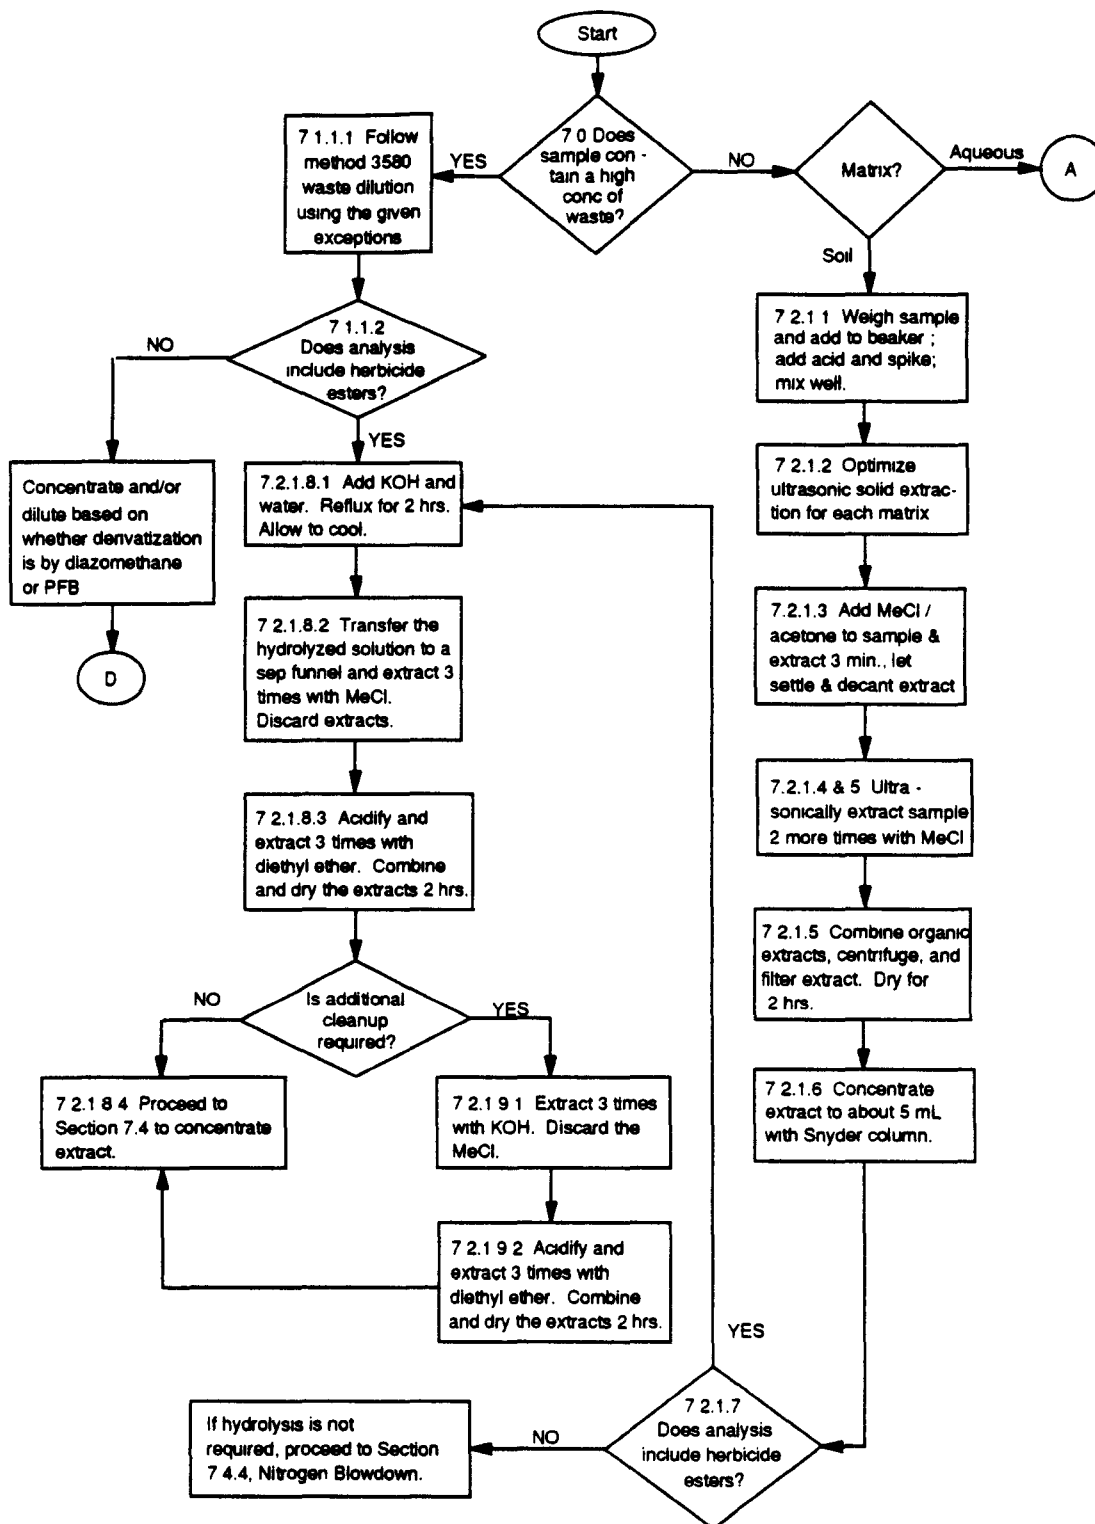 Start
7 0 Does
sample con -
tain a high
conc of
waste?
YES
NO
7 1.1.1 Follow
method 3580
waste dilution
using the given
exceptions
Matrix?
Aqueous
A
Soil
7 1.1.2
Does analysis
include herbicide
esters?
NO
YES
7 2.1 1 Weigh sample
and add to beaker ;
add acid and spike;
mix well.
Concentrate and/or
dilute based on
whether derivatization
is by diazomethane
or PFB
D
7.2.1.8.1 Add KOH and
water. Reflux for 2 hrs.
Allow to cool.
7 2.1.2 Optimize
ultrasonic solid extrac-
tion for each matrix
7 2.1.8.2 Transfer the
hydrolyzed solution to a
sep funnel and extract 3
times with MeCl.
Discard extracts.
7.2.1.3 Add MeCl /
acetone to sample &
extract 3 min., let
settle & decant extract
7 2.1.8.3 Acidify and
extract 3 times with
diethyl ether. Combine
and dry the extracts 2 hrs.
7.2.1.4 & 5 Ultra -
sonically extract sample
2 more times with MeCl
7 2.1.5 Combine organic
extracts, centrifuge, and
filter extract. Dry for
2 hrs.
Is additional
cleanup
required?
NO
YES
7 2.1 8 4 Proceed to
Section 7.4 to concentrate
extract.
7 2.1 9 1 Extract 3 times
with KOH. Discard the
MeCl.
7 2.1.6 Concentrate
extract to about 5 mL
with Snyder column.
7 2.1 9 2 Acidify and
extract 3 times with
diethyl ether. Combine
and dry the extracts 2 hrs.
YES
7 2.1.7
Does analysis
include herbicide
esters?
NO
If hydrolysis is not
required, proceed to Section
7 4.4, Nitrogen Blowdown.